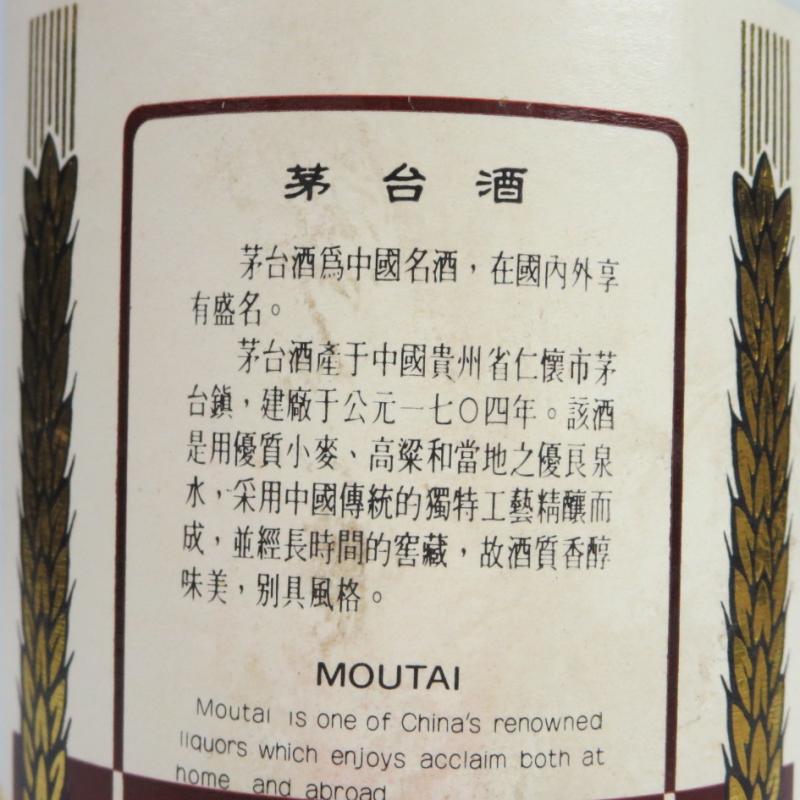 茅台酒
茅台酒爲中國名酒，在國內外享
有盛名。
茅台酒產于中國貴州省仁懷市茅
台鎮，建廠于公元一七〇四年。該酒
是用優質小麥、高粱和當地之優良泉
水，采用中國傳統的獨特工藝精釀而
成，並經長時間的窖藏，故酒質香醇
味美，别具風格。
MOUTAI
Moutai is one of China's renowned
liquors which enjoys acclaim both at
home and abroad